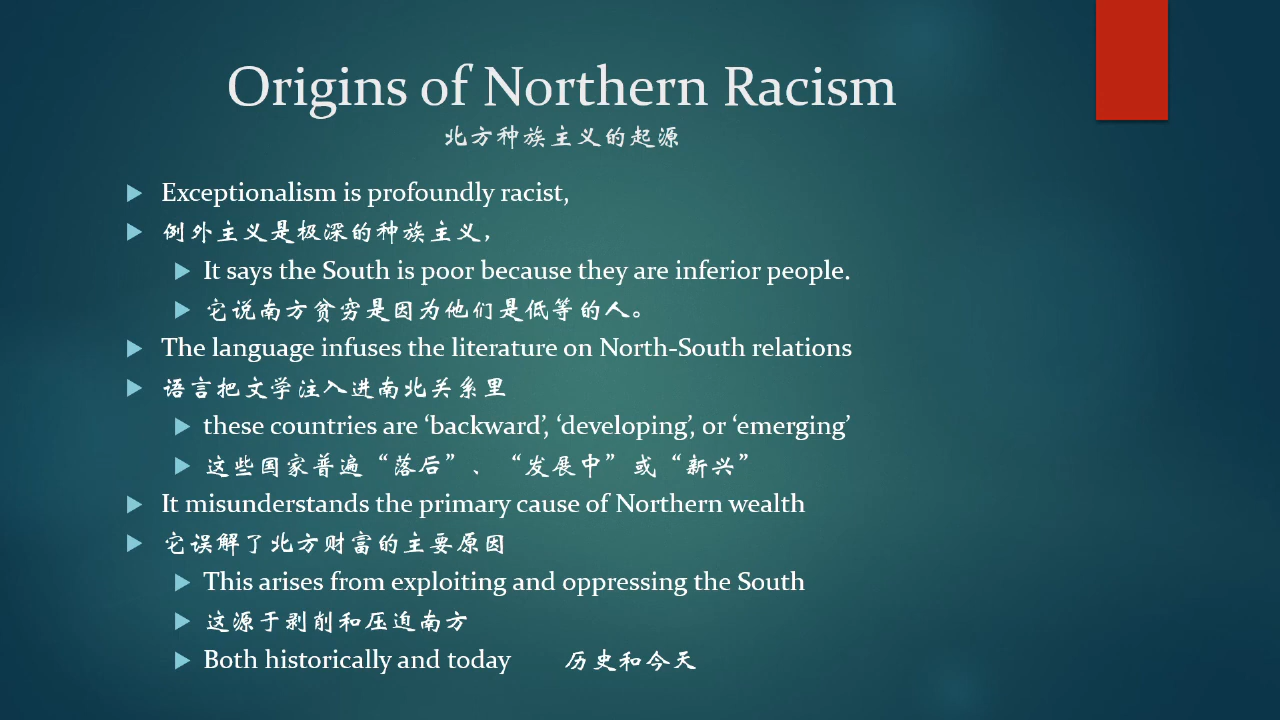 Origins of Northern Racism
北方种族主义的起源
Exceptionalism is profoundly racist,
例外主义是极深的种族主义，
It says the South is poor because they are inferior people.
它说南方贫穷是因为他们是低等的人。
The language infuses the literature on North-South relations
语言把文学注入进南北关系里
these countries are ‘backward’, ‘developing’, or ‘emerging’
这些国家普遍“落后”、“发展中”或“新兴”
It misunderstands the primary cause of Northern wealth
它误解了北方财富的主要原因
This arises from exploiting and oppressing the South
这源于剥削和压迫南方
Both historically and today 历史和今天